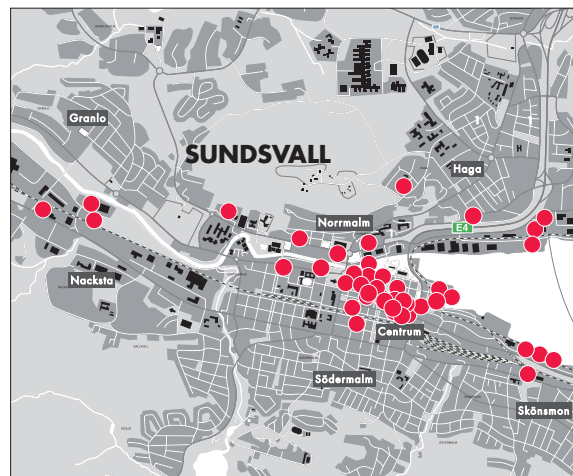 Granlo
SUNDSVALL
Haga
Norrmalm
E4
Nacksta
Centrum
Södermalm
Skönsmon